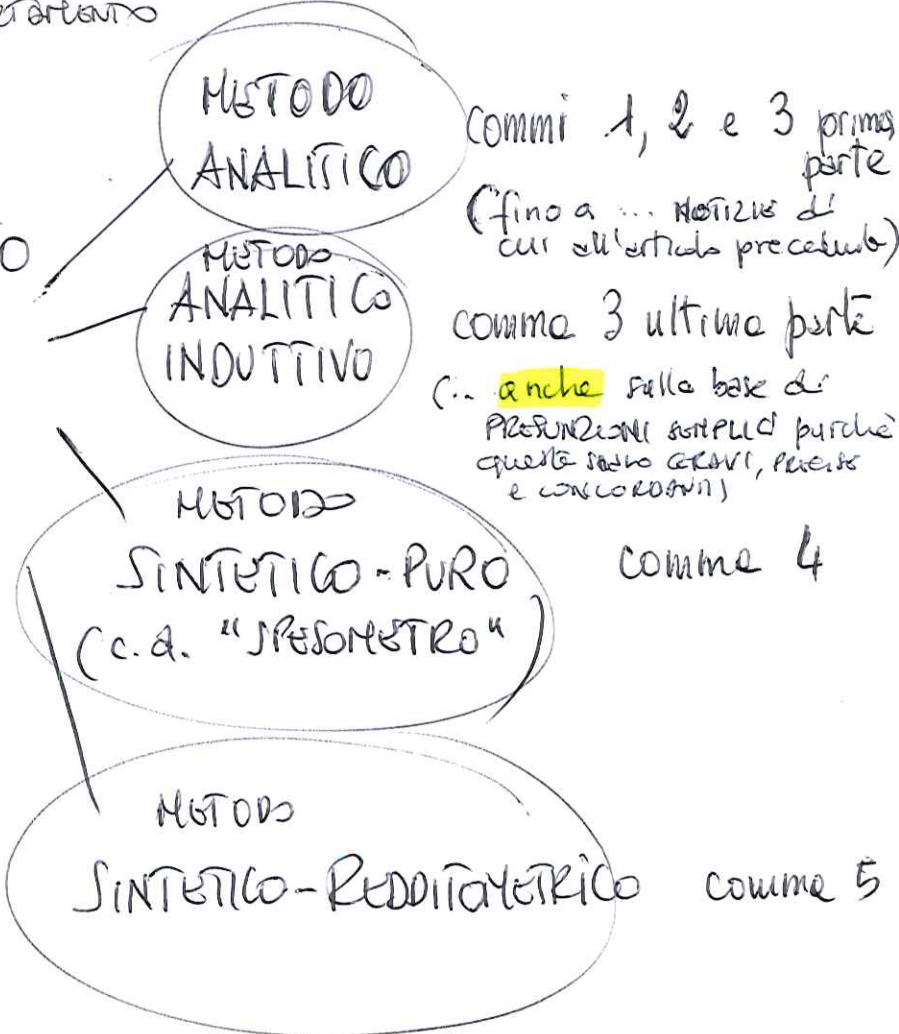 METODO
ANALITICO
commi 1, 2 e 3 prima
parte
(fino a ... NOTIZIE di
cui all'articolo precedente)
O
METODO
ANALITICO
INDUTTIVO
comma 3 ultima parte
(.. anche sulla base di
PRESUNZIONI SEMPLICI purchè
queste siano GRAVI, PRECISE
e CONCORDANTI)
METODO
SINTETICO - PURO
(c.d. "SPESOMETRO")
comma 4
METODO
SINTETICO - REDDITOMETRICO
comma 5